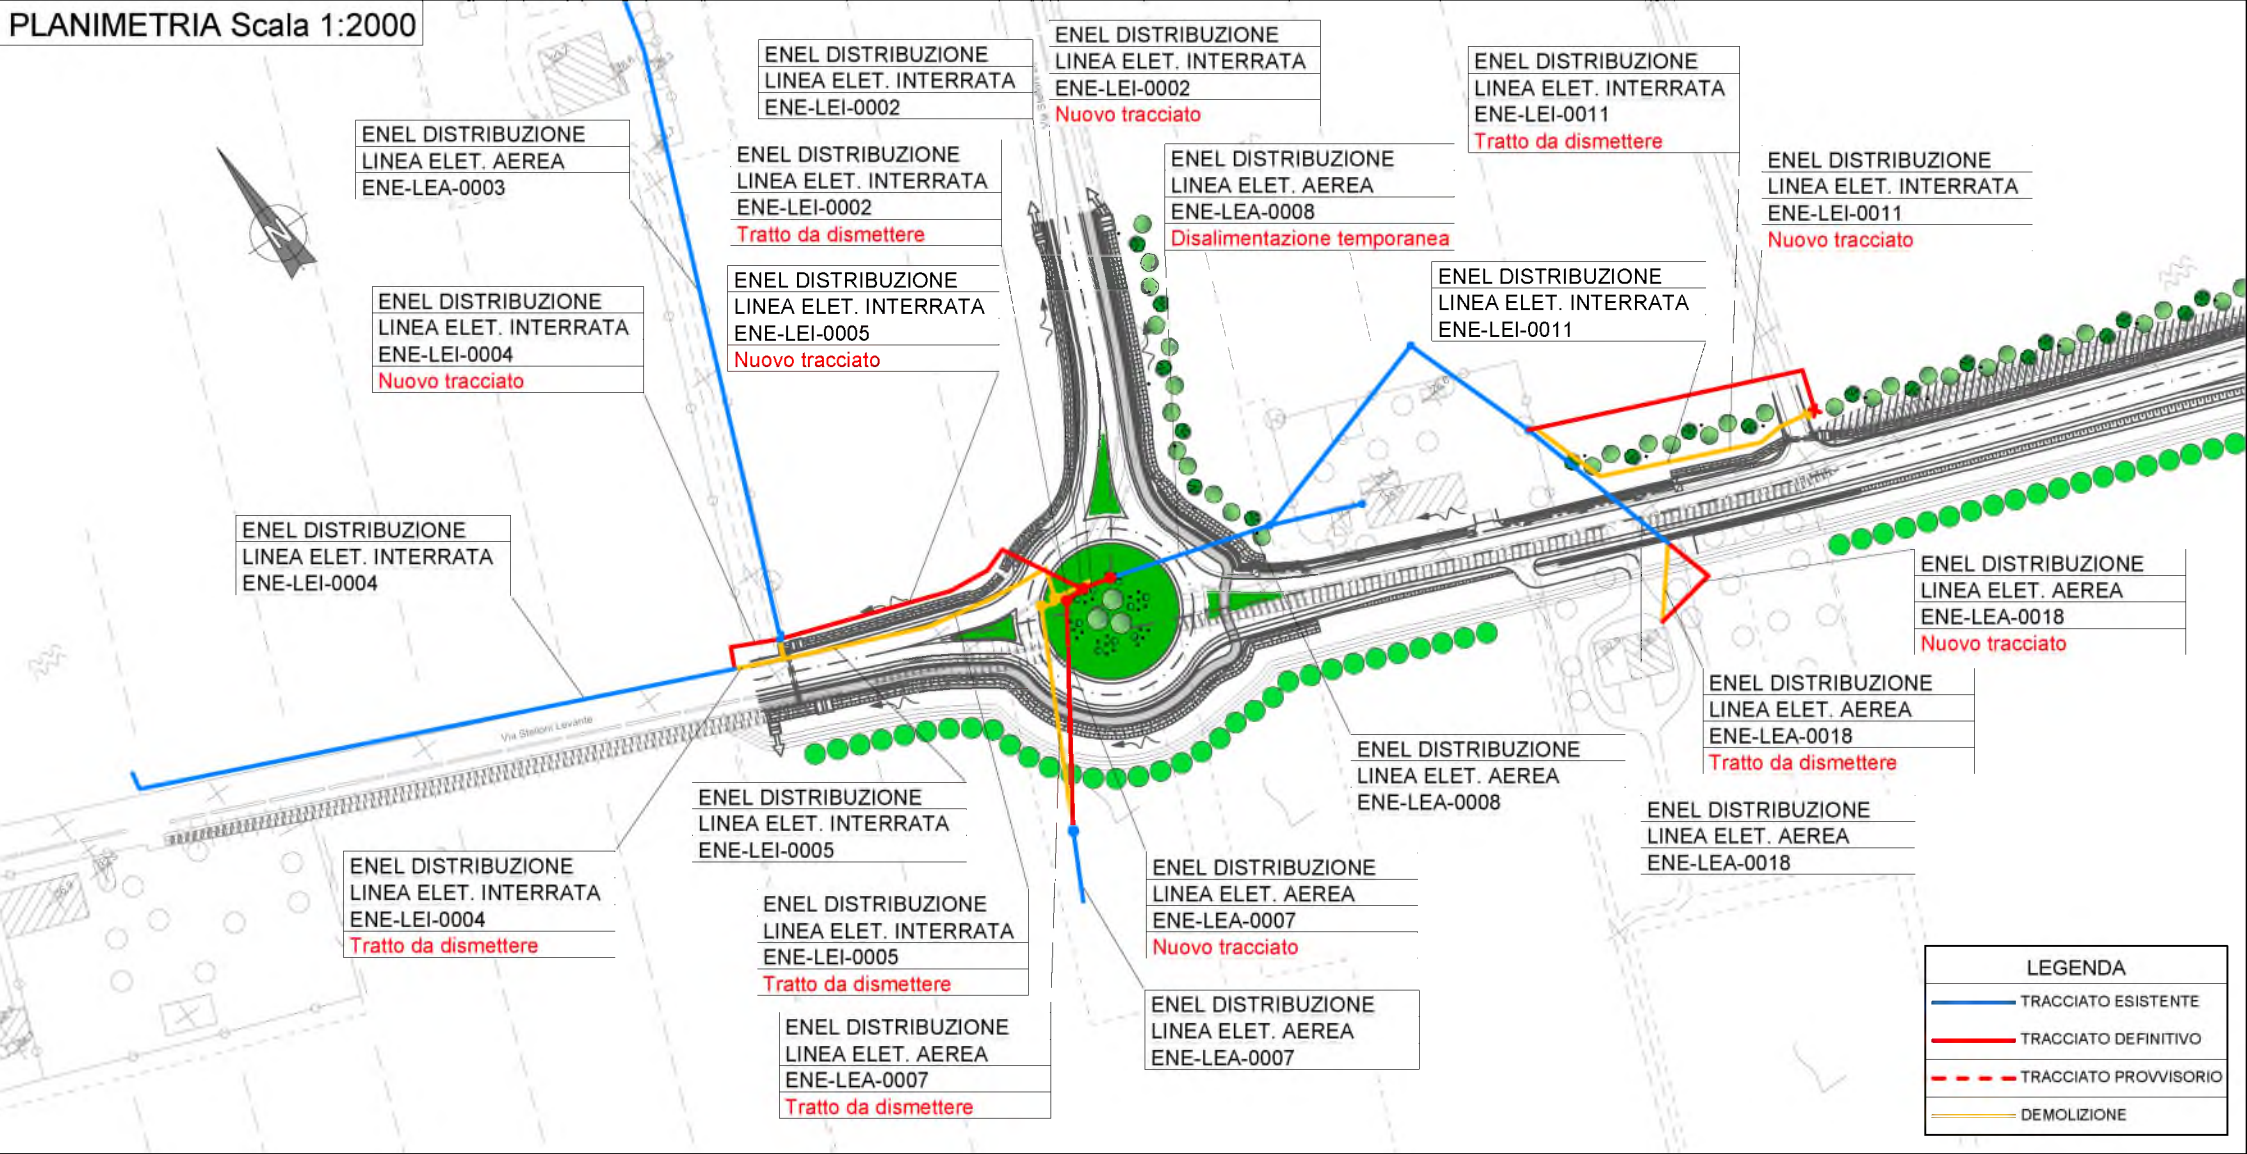 PLANIMETRIA Scala 1:2000
ENEL DISTRIBUZIONE
LINEA ELET. INTERRATA
ENE-LEI-0002
ENEL DISTRIBUZIONE
LINEA ELET. INTERRATA
ENE-LEI-0002
Nuovo tracciato
ENEL DISTRIBUZIONE
LINEA ELET. INTERRATA
ENE-LEI-0011
Tratto da dismettere
ENEL DISTRIBUZIONE
LINEA ELET. AEREA
ENE-LEA-0003
ENEL DISTRIBUZIONE
LINEA ELET. INTERRATA
ENE-LEI-0002
Tratto da dismettere
ENEL DISTRIBUZIONE
LINEA ELET. AEREA
ENE-LEA-0008
Disalimentazione temporanea
ENEL DISTRIBUZIONE
LINEA ELET. INTERRATA
ENE-LEI-0011
Nuovo tracciato
N
ENEL DISTRIBUZIONE
LINEA ELET. INTERRATA
ENE-LEI-0004
Nuovo tracciato
ENEL DISTRIBUZIONE
LINEA ELET. INTERRATA
ENE-LEI-0005
Nuovo tracciato
ENEL DISTRIBUZIONE
LINEA ELET. INTERRATA
ENE-LEI-0011
ENEL DISTRIBUZIONE
LINEA ELET. INTERRATA
ENE-LEI-0004
ENEL DISTRIBUZIONE
LINEA ELET. AEREA
ENE-LEA-0018
Nuovo tracciato
Via Stelloni Levante
ENEL DISTRIBUZIONE
LINEA ELET. AEREA
ENE-LEA-0018
Tratto da dismettere
ENEL DISTRIBUZIONE
LINEA ELET. AEREA
ENE-LEA-0008
ENEL DISTRIBUZIONE
LINEA ELET. INTERRATA
ENE-LEI-0005
ENEL DISTRIBUZIONE
LINEA ELET. AEREA
ENE-LEA-0018
ENEL DISTRIBUZIONE
LINEA ELET. INTERRATA
ENE-LEI-0004
Tratto da dismettere
ENEL DISTRIBUZIONE
LINEA ELET. AEREA
ENE-LEA-0007
Nuovo tracciato
ENEL DISTRIBUZIONE
LINEA ELET. INTERRATA
ENE-LEI-0005
Tratto da dismettere
ENEL DISTRIBUZIONE
LINEA ELET. AEREA
ENE-LEA-0007
ENEL DISTRIBUZIONE
LINEA ELET. AEREA
ENE-LEA-0007
Tratto da dismettere
LEGENDA
TRACCIATO ESISTENTE
TRACCIATO DEFINITIVO
TRACCIATO PROVVISORIO
DEMOLIZIONE